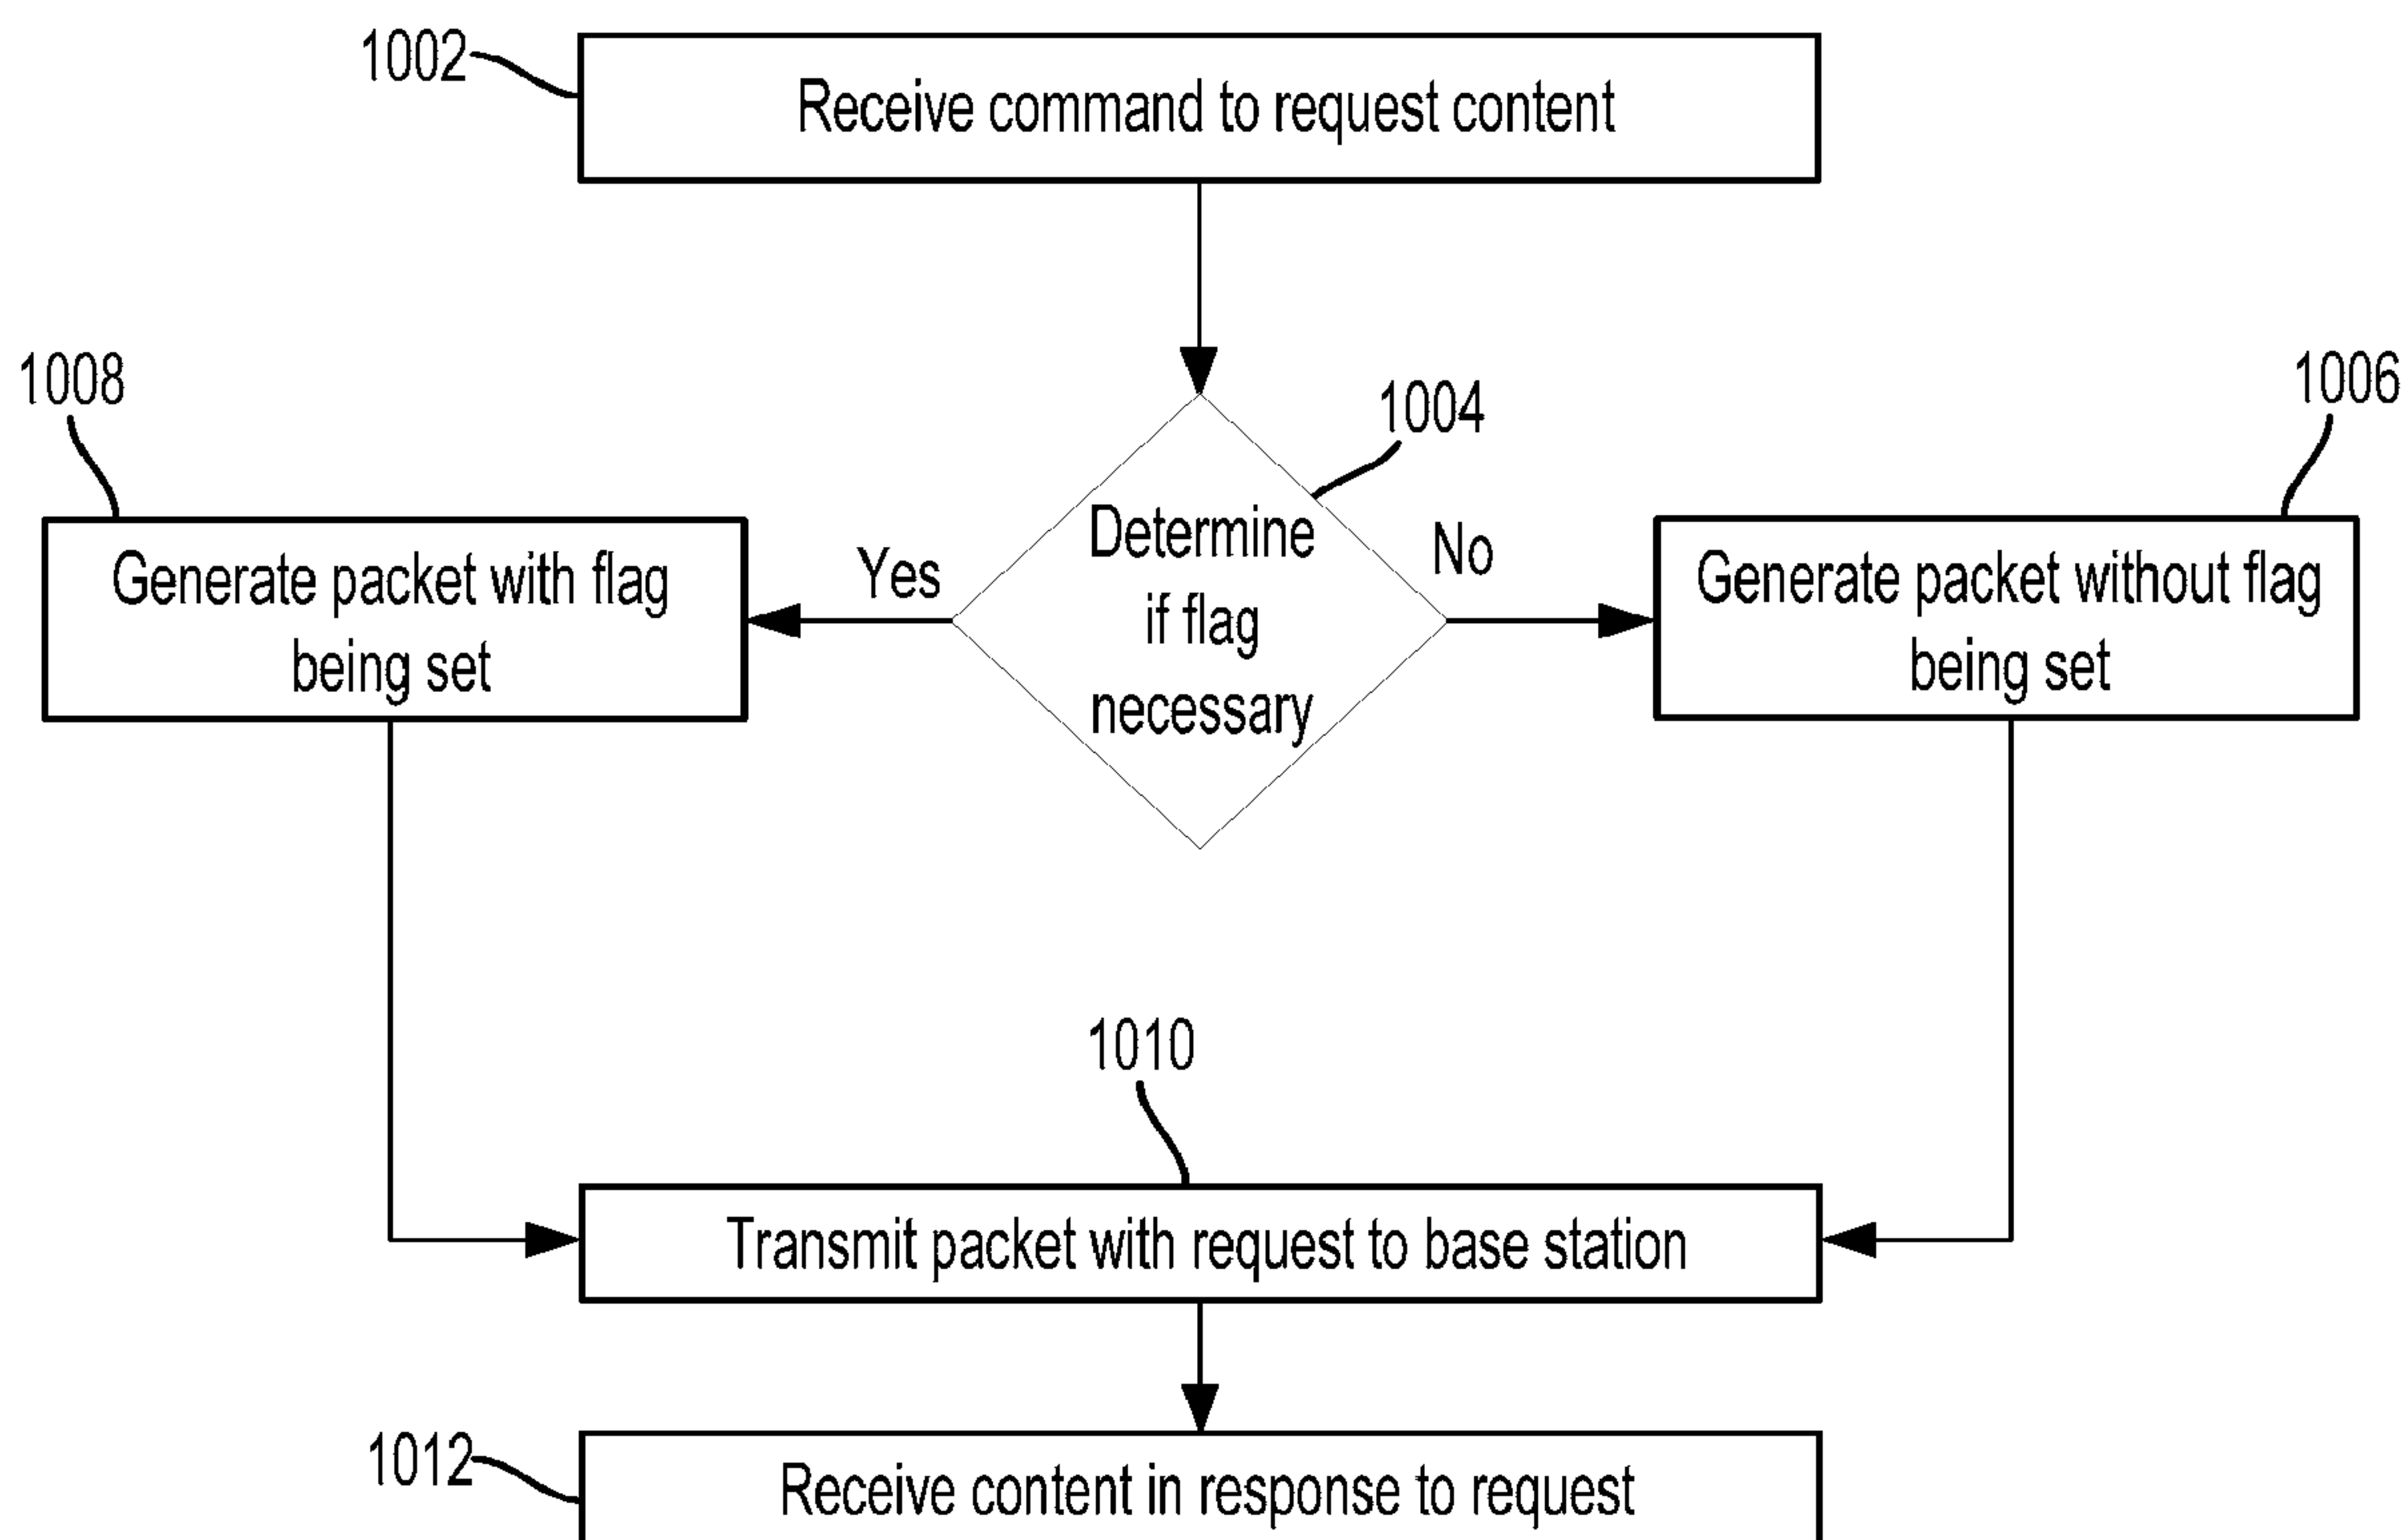 1002
Receive command to request content
1008
1004
1006
Determine
if flag
necessary
Yes
No
Generate packet with flag
being set
Generate packet without flag
being set
1010
Transmit packet with request to base station
1012
Receive content in response to request